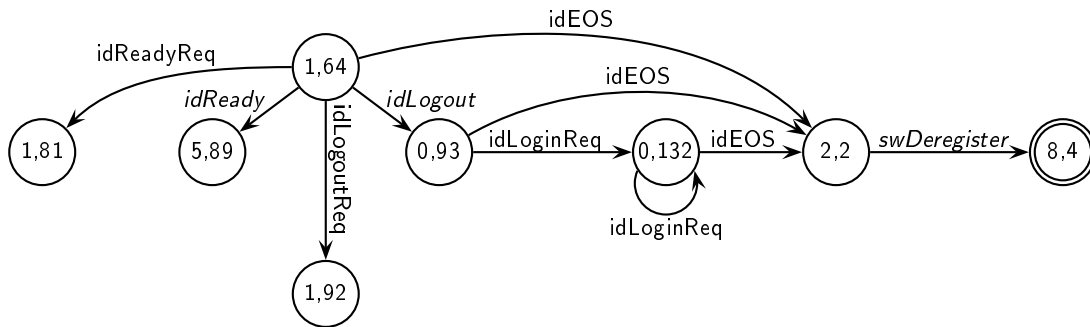 idEOS
idReadyReq
1,64
idEOS
idReady
idLogout
idLogoutReq
1,81
5,89
0,93
idLoginReq
0,132
idEOS
2,2
swDeregister
8,4
idLoginReq
1,92